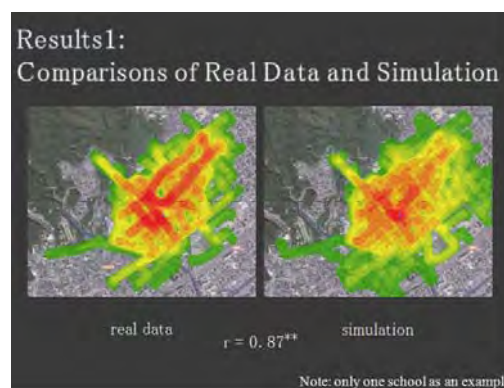 Results1:
Comparisons of Real Data and Simulation
real data
simulation
r = 0.87**
Note: only one school as an exampl